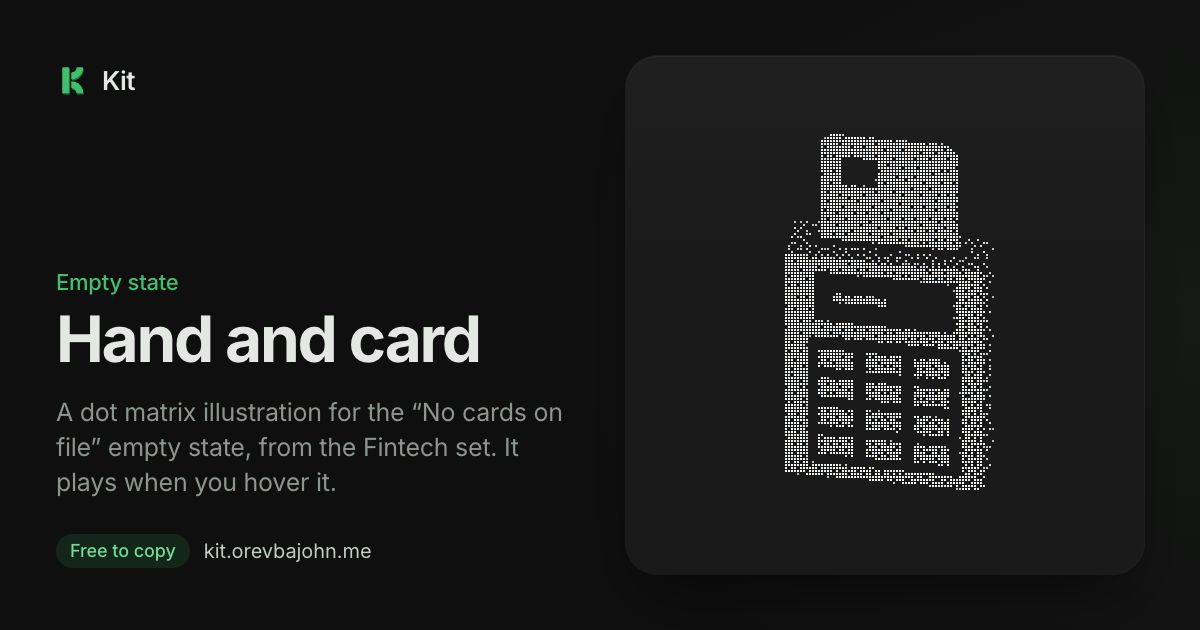 Kit
Empty state
Hand and card
A dot matrix illustration for the “No cards on
file” empty state, from the Fintech set. It
plays when you hover it.
Free to copy
kit.orevbajohn.me